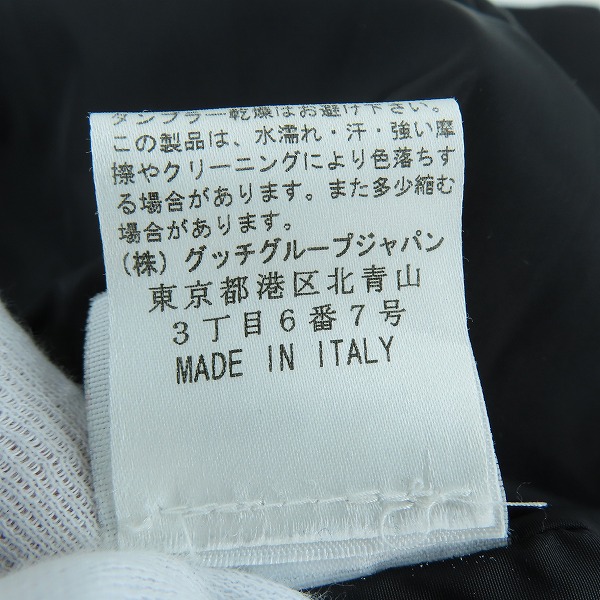 タンブラー乾燥はお避け下さい。
この製品は、水濡れ・汗・強い摩
擦やクリーニングにより色落ちす
る場合があります。また多少縮む
場合があります。
（株）グッチグループジャパン
東京都港区北青山
3丁目6番7号
MADE IN ITALY